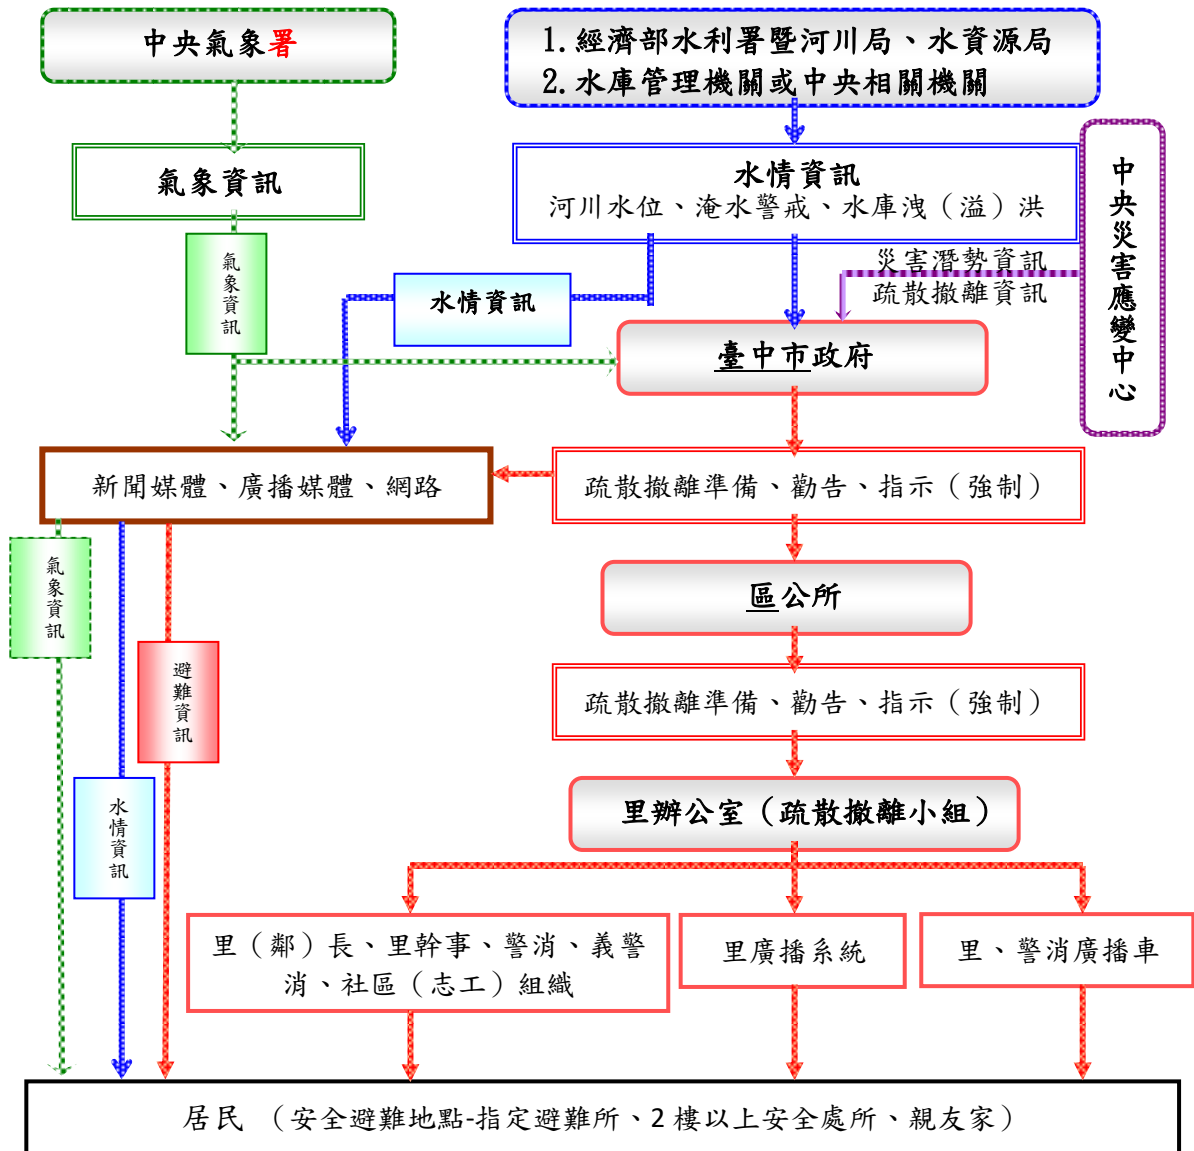 中央氣象署
1. 經濟部水利署暨河川局、水資源局
2. 水庫管理機關或中央相關機關
氣象資訊
水情資訊
河川水位、淹水警戒、水庫洩（溢）洪
中央災害應變中心
氣象資訊
水情資訊
災害潛勢資訊
疏散撤離資訊
臺中市政府
新聞媒體、廣播媒體、網路
疏散撤離準備、勸告、指示（強制）
氣象資訊
區公所
避難資訊
疏散撤離準備、勸告、指示（強制）
水情資訊
里辦公室（疏散撤離小組）
里（鄰）長、里幹事、警消、義警
消、社區（志工）組織
里廣播系統
里、警消廣播車
居民 （安全避難地點-指定避難所、2 樓以上安全處所、親友家）